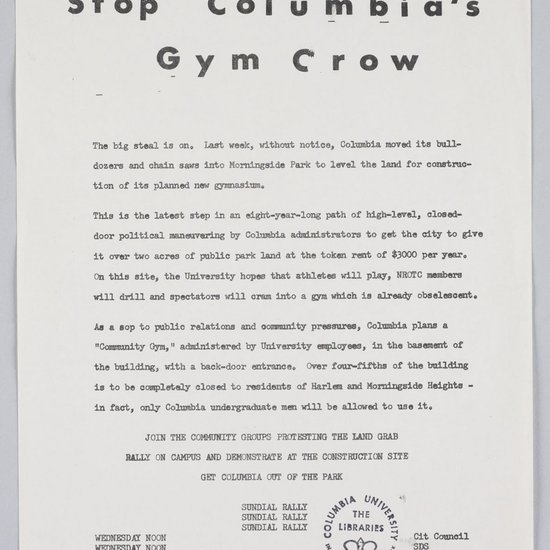 Stop Columbia's
Gym Crow
The big steal is on. Last week, without notice, Columbia moved its bull-
dozers and chain saws into Morningside Park to level the land for construc-
tion of its planned new gymnasium.
This is the latest step in an eight-year-long path of high-level, closed-
door political maneuvering by Columbia administrators to get the city to give
it over two acres of public park land at the token rent of $3000 per year.
On this site, the University hopes that athletes will play, NROTC members
will drill and spectators will cram into a gym which is already obselescent.
As a sop to public relations and community pressures, Columbia plans a
"Community Gym," administered by University employees, in the basement of
the building, with a back-door entrance. Over four-fifths of the building
is to be completely closed to residents of Harlem and Morningside Heights -
in fact, only Columbia undergraduate men will be allowed to use it.
JOIN THE COMMUNITY GROUPS PROTESTING THE LAND GRAB
RALLY ON CAMPUS AND DEMONSTRATE AT THE CONSTRUCTION SITE
GET COLUMBIA OUT OF THE PARK
SUNDIAL RALLY
SUNDIAL RALLY
SUNDIAL RALLY
COLUMBIA UNIVERSITY
THE
LIBRARIES
WEDNESDAY NOON
WEDNESDAY NOON
Cit Council
SDS